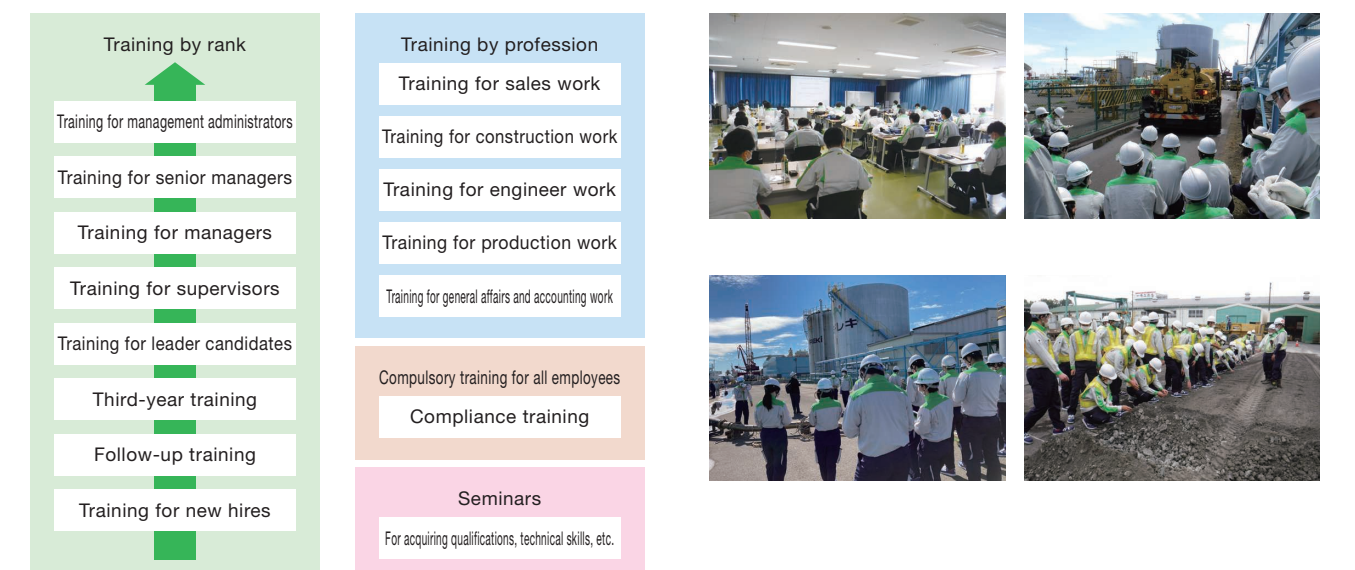 Training by rank
Training for management administrators
Training for senior managers
Training for managers
Training for supervisors
Training for leader candidates
Third-year training
Follow-up training
Training for new hires
Training by profession
Training for sales work
Training for construction work
Training for engineer work
Training for production work
Training for general affairs and accounting work
Compulsory training for all employees
Compliance training
Seminars
For acquiring qualifications, technical skills, etc.
レキ